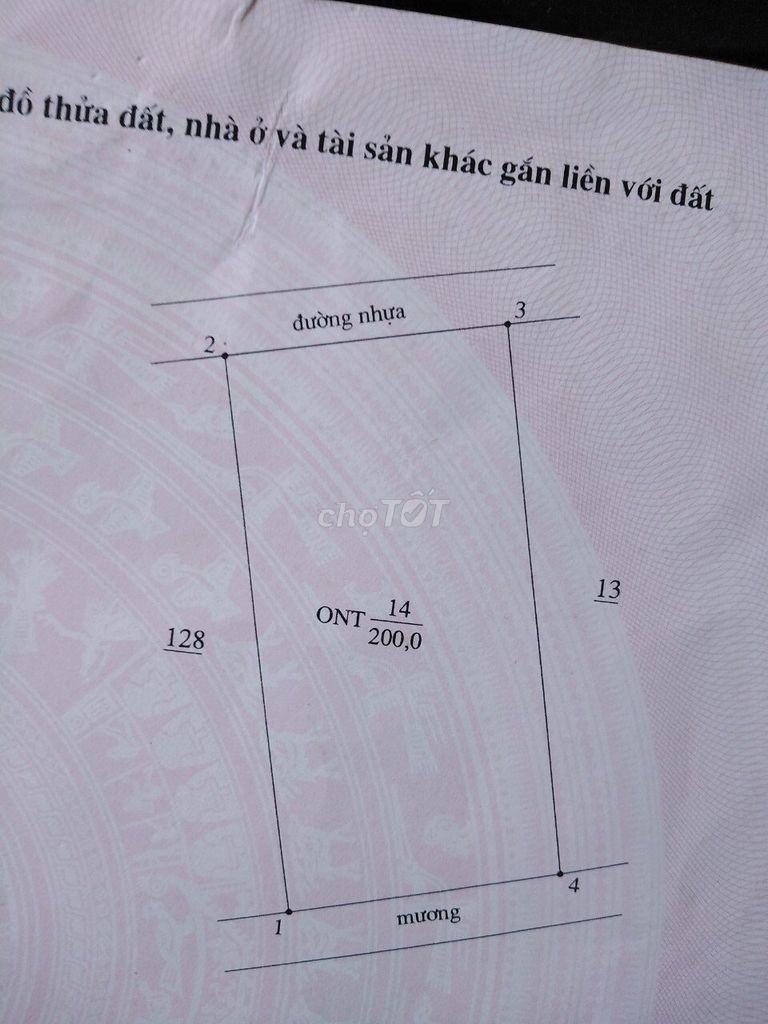 đồ thửa đất, nhà ở và tài sản khác gắn liền với đất
đường nhựa
3
2
chợTỐT
13
ONT 14
200,0
128
4
mương
1